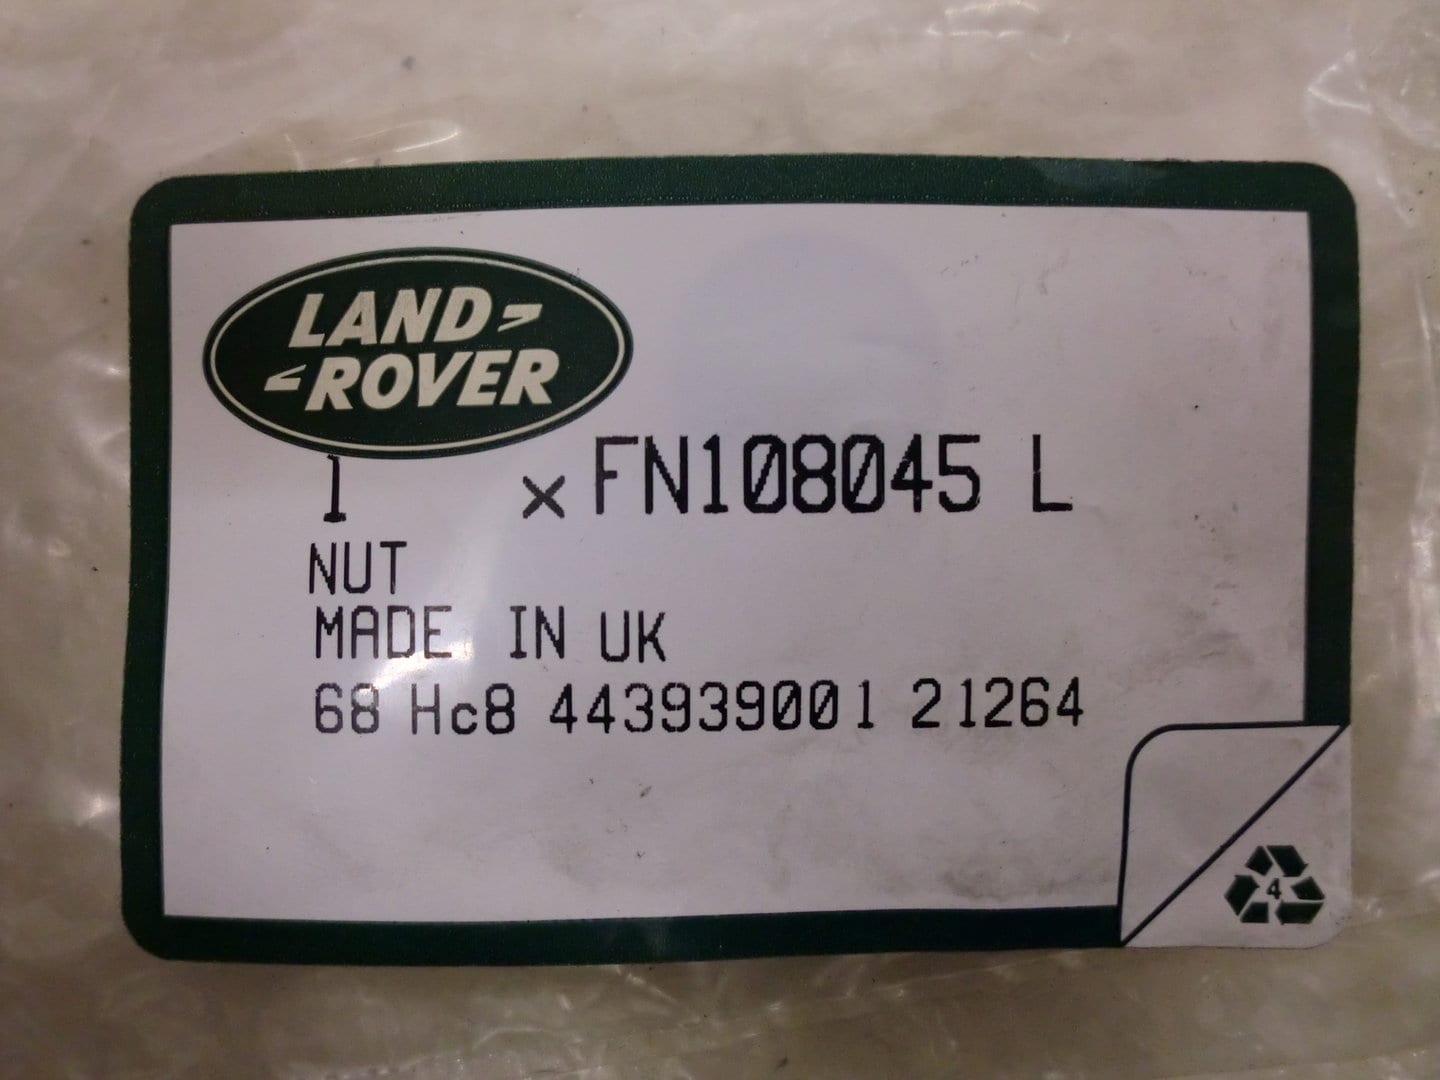 LAND
ROVER
1 x FN108045 L
NUT
MADE IN UK
68 Hc8 443939001 21264
4